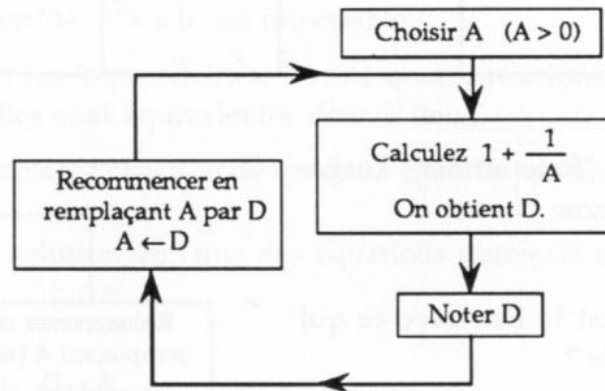 Choisir A (A > 0)
Calculez 1 + 1/A
On obtient D.
Noter D
Recommencer en
remplaçant A par D
A ← D